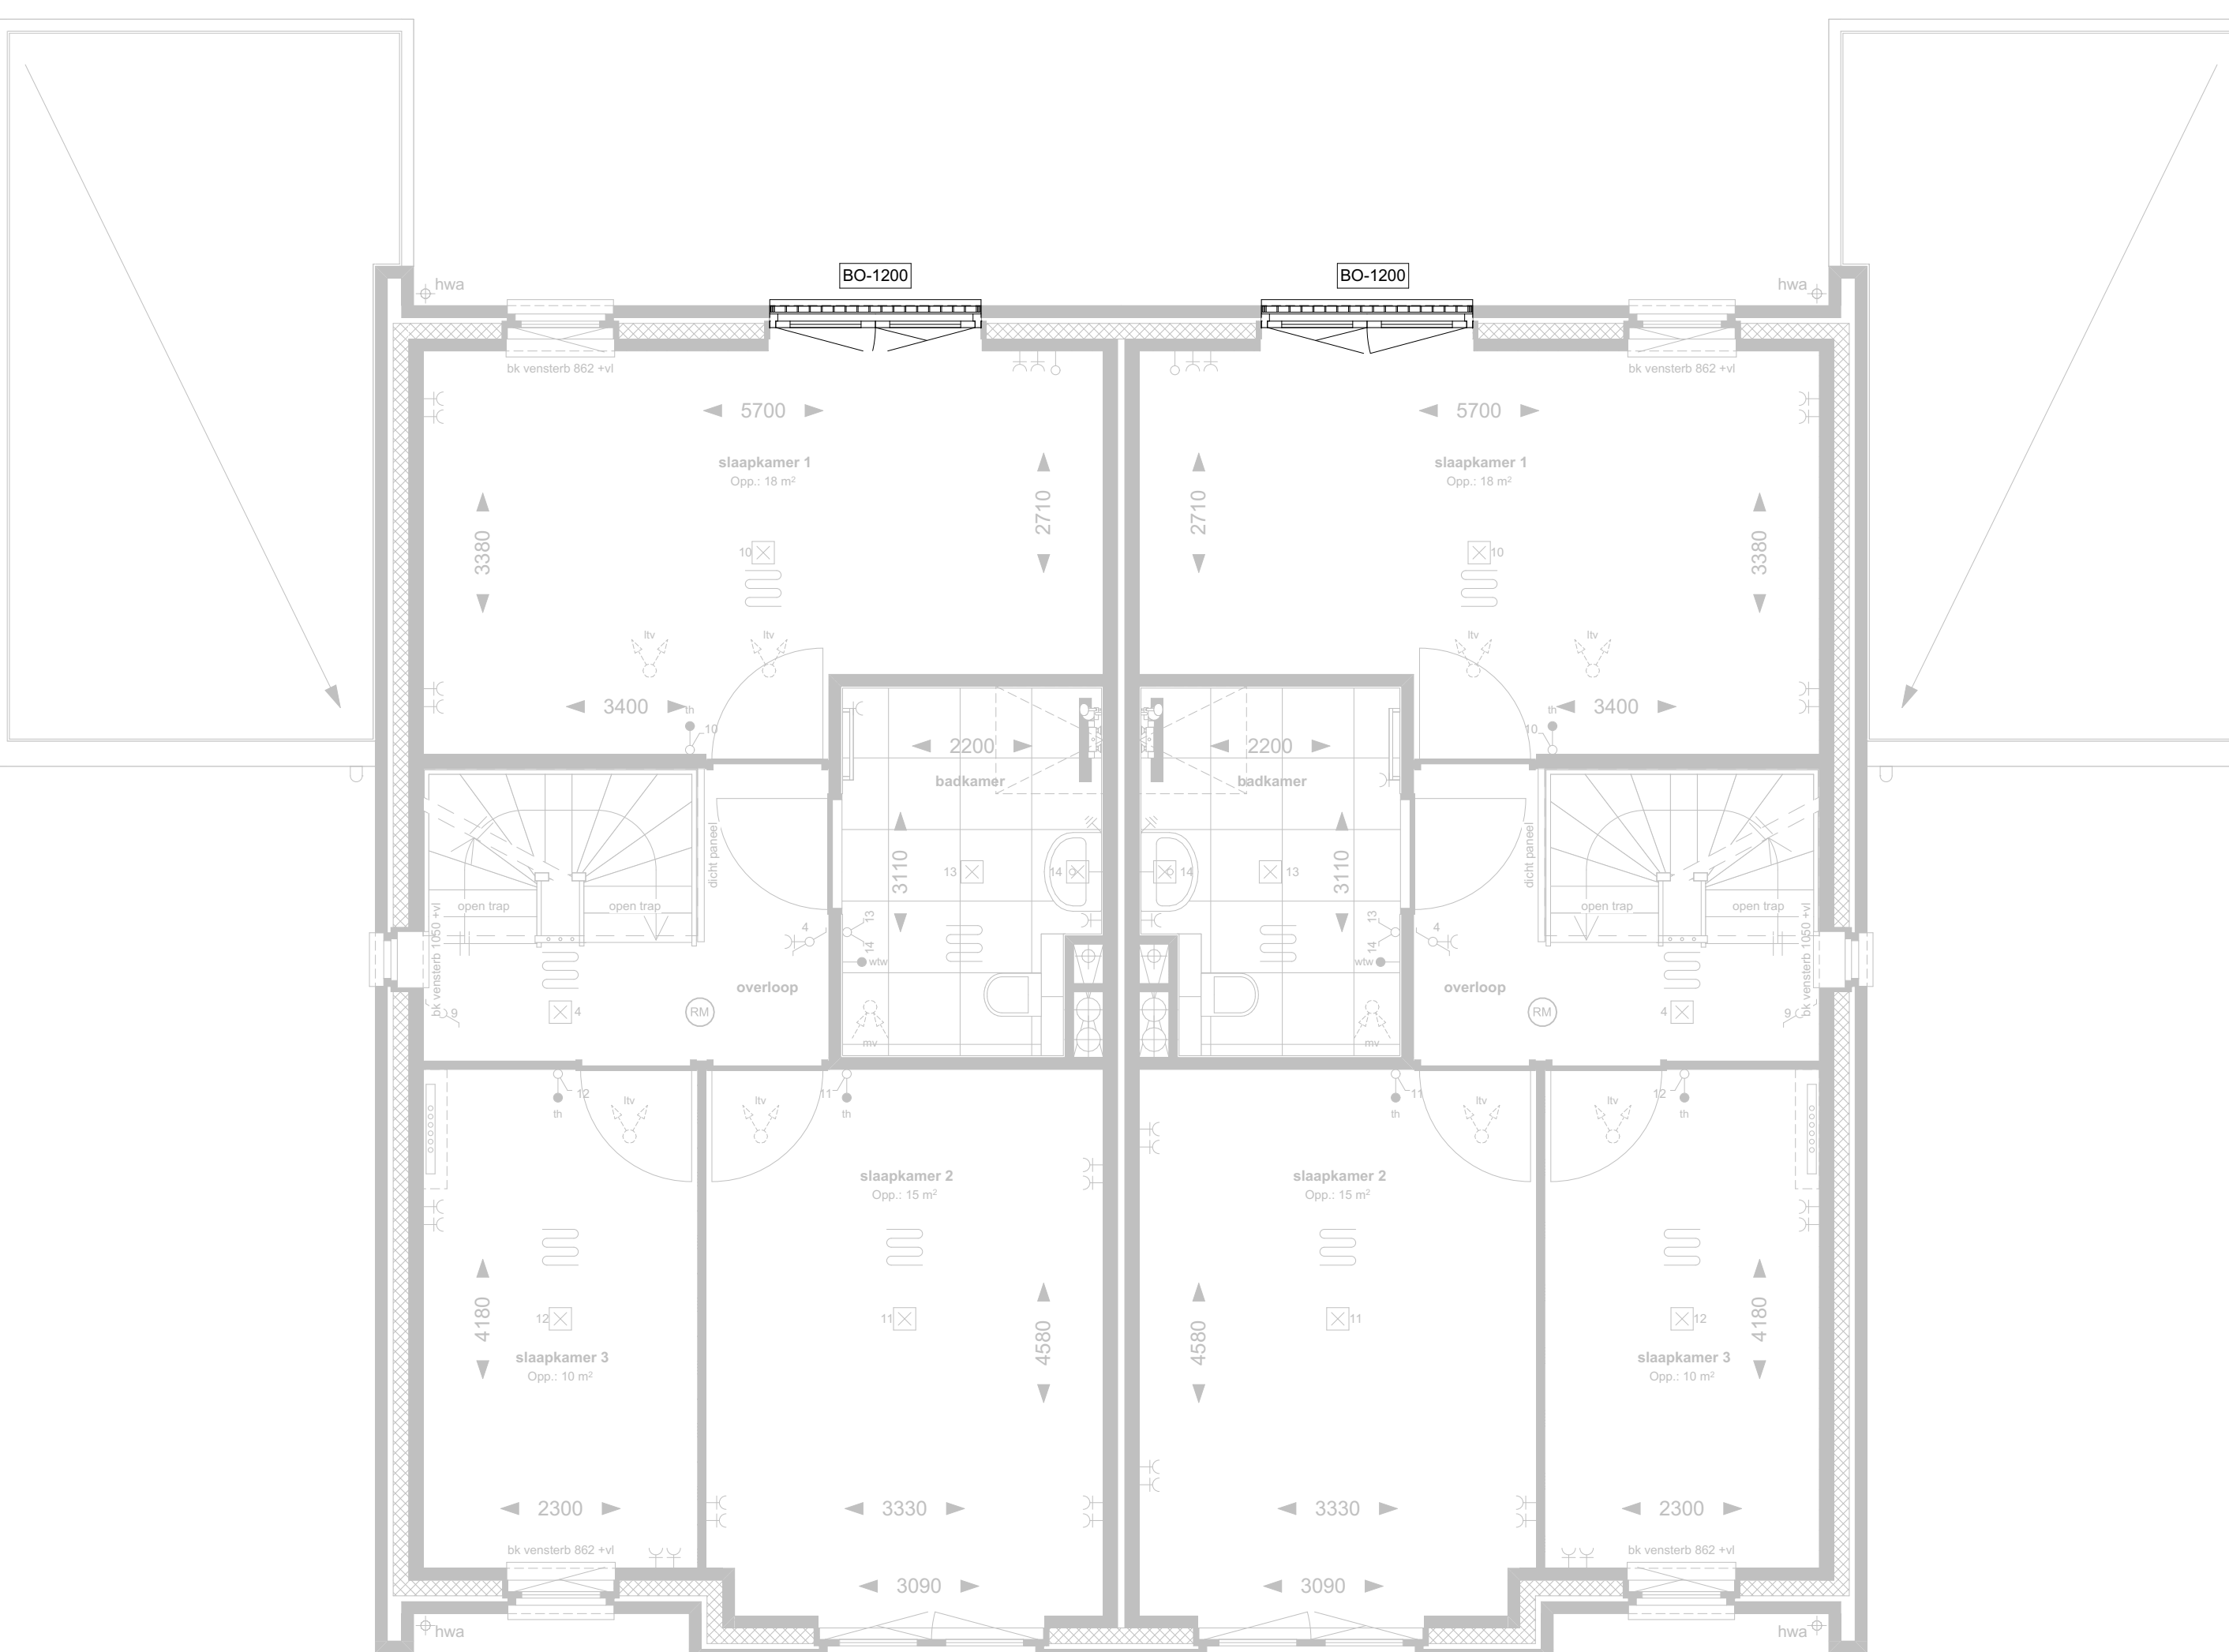 BO-1200 BO-1200
hwa hwa
bk vensterb 862 +vl bk vensterb 862 +vl
5700 5700
slaapkamer 1 slaapkamer 1
Opp.: 18 m² Opp.: 18 m²
2710 2710
3380 3380
10 10
ltv ltv ltv ltv
3400 th th 3400
10 10
2200 2200
badkamer badkamer
dicht paneel dicht paneel
3110 3110
13 14 14 13
open trap open trap open trap open trap
bk vensterb 1050 +vl bk vensterb 1050 +vl
4 13 13 4
14 14
wtw wtw
overloop overloop
9 4 RM RM 4 9
mv mv
12 11 11 12
ltv ltv ltv ltv
th th th th
slaapkamer 2 slaapkamer 2
Opp.: 15 m² Opp.: 15 m²
4180 4580 4580 4180
12 11 11 12
slaapkamer 3 slaapkamer 3
Opp.: 10 m² Opp.: 10 m²
2300 3330 3330 2300
bk vensterb 862 +vl bk vensterb 862 +vl
3090 3090
hwa hwa